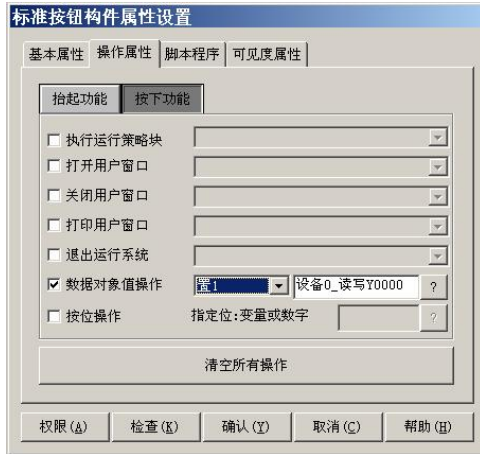 标准按钮构件属性设置
基本属性 操作属性 脚本程序 可见度属性
抬起功能 按下功能
执行运行策略块
打开用户窗口
关闭用户窗口
打印用户窗口
退出运行系统
数据对象值操作 置1 设备0_读写Y0000 ?
按位操作 指定位:变量或数字 ?
清空所有操作
权限(A) 检查(K) 确认(Y) 取消(C) 帮助(H)